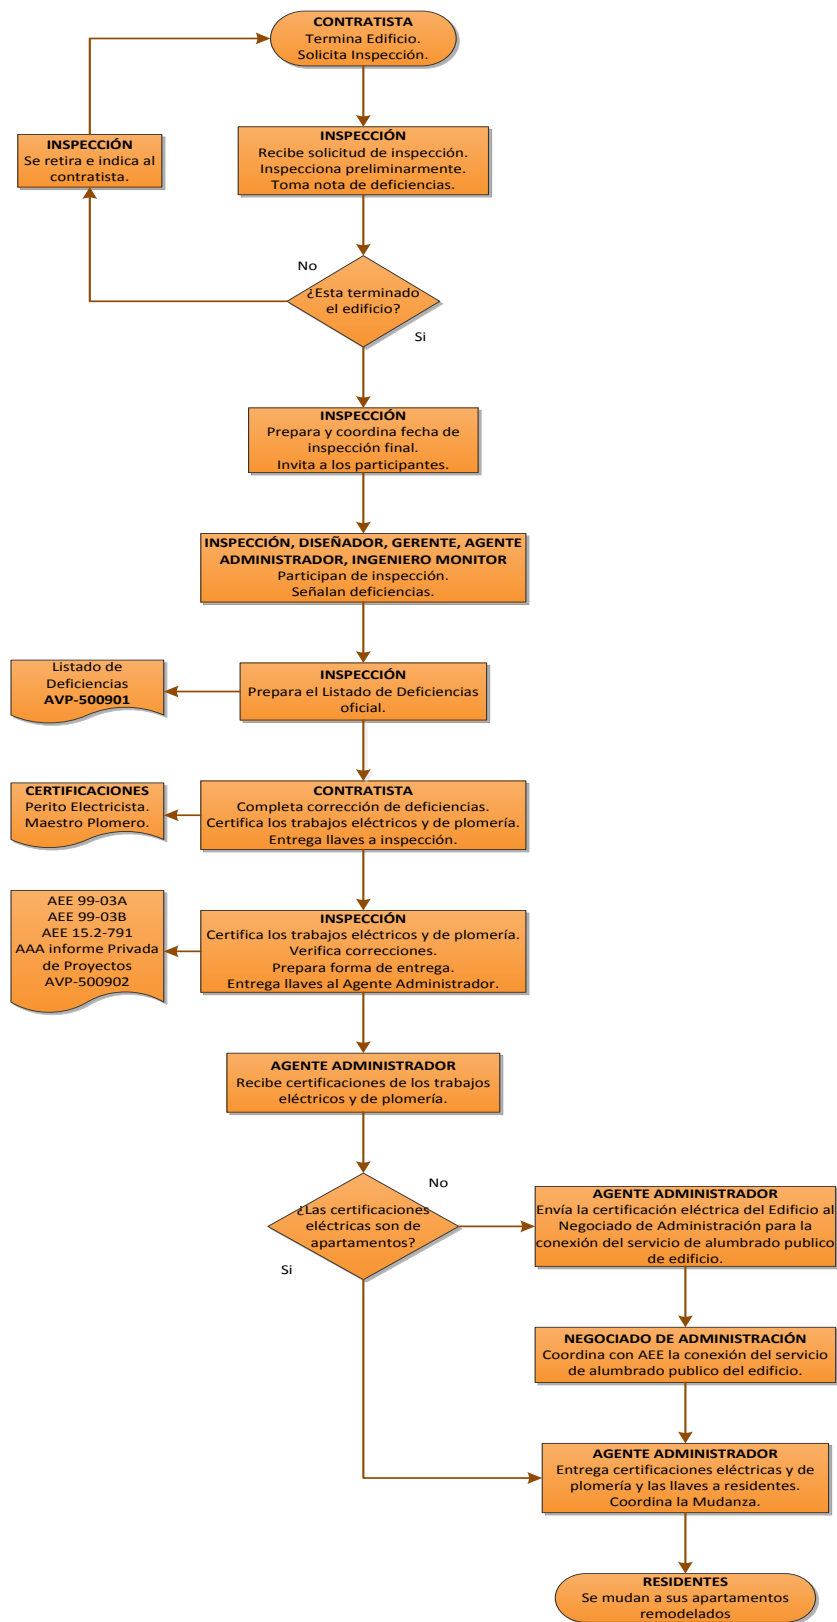 CONTRATISTA
Termina Edificio.
Solicita Inspección.
INSPECCIÓN
Se retira e indica al
contratista.
INSPECCIÓN
Recibe solicitud de inspección.
Inspecciona preliminarmente.
Toma nota de deficiencias.
No
¿Esta terminado
el edificio?
Si
INSPECCIÓN
Prepara y coordina fecha de
inspección final.
Invita a los participantes.
INSPECCIÓN, DISEÑADOR, GERENTE, AGENTE
ADMINISTRADOR, INGENIERO MONITOR
Participan de inspección.
Señalan deficiencias.
Listado de
Deficiencias
AVP-500901
INSPECCIÓN
Prepara el Listado de Deficiencias
oficial.
CERTIFICACIONES
Perito Electricista.
Maestro Plomero.
CONTRATISTA
Completa corrección de deficiencias.
Certifica los trabajos eléctricos y de plomería.
Entrega llaves a inspección.
AEE 99-03A
AEE 99-03B
AEE 15.2-791
AAA informe Privada
de Proyectos
AVP-500902
INSPECCIÓN
Certifica los trabajos eléctricos y de plomería.
Verifica correcciones.
Prepara forma de entrega.
Entrega llaves al Agente Administrador.
AGENTE ADMINISTRADOR
Recibe certificaciones de los trabajos
eléctricos y de plomería.
¿Las certificaciones
eléctricas son de
apartamentos?
No
Si
AGENTE ADMINISTRADOR
Envía la certificación eléctrica del Edificio al
Negociado de Administración para la
conexión del servicio de alumbrado publico
de edificio.
NEGOCIADO DE ADMINISTRACIÓN
Coordina con AEE la conexión del servicio
de alumbrado publico del edificio.
AGENTE ADMINISTRADOR
Entrega certificaciones eléctricas y de
plomería y las llaves a residentes.
Coordina la Mudanza.
RESIDENTES
Se mudan a sus apartamentos
remodelados